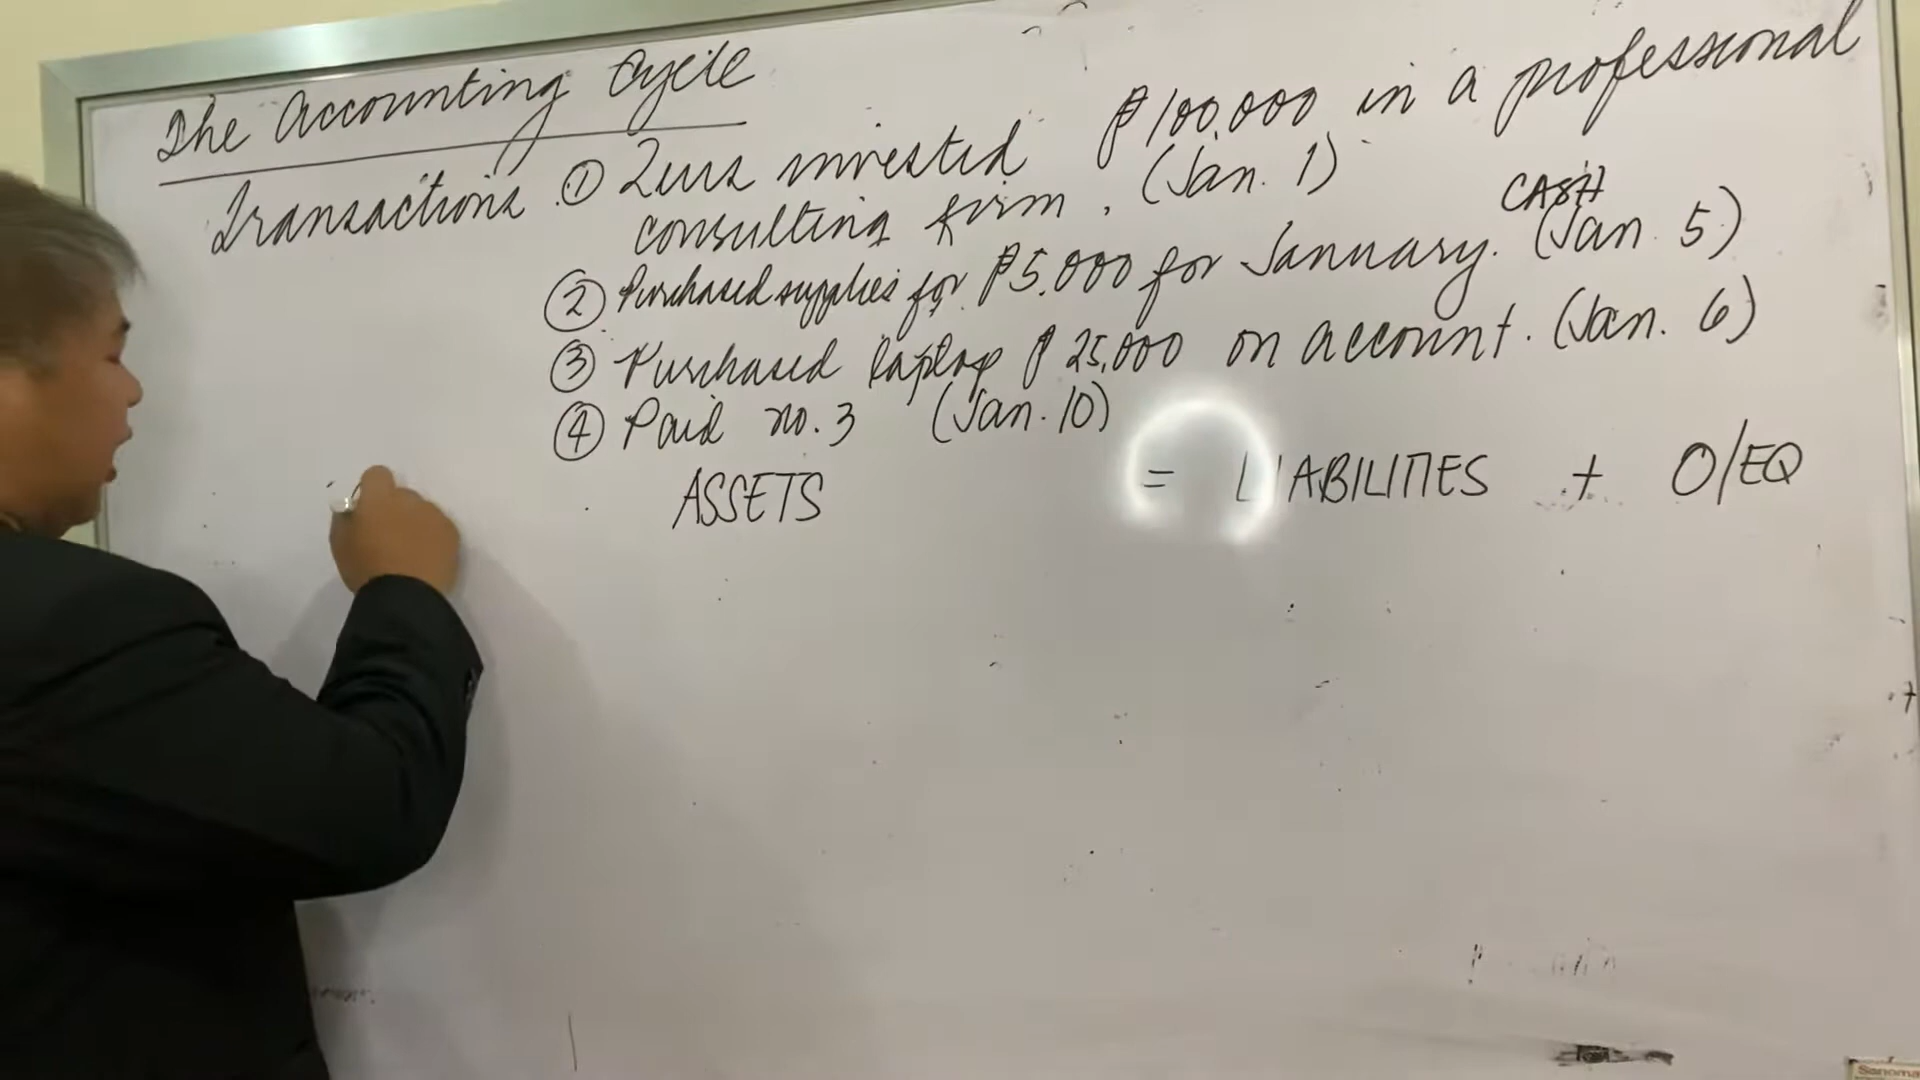 The Accounting Cycle
Transactions ① Zeus invested ₱100,000 in a professional
consulting firm. (Jan. 1)
CASH
② Purchased supplies for ₱5,000 for January. (Jan. 5)
③ Purchased laptop ₱25,000 on account. (Jan. 6)
④ Paid no. 3 (Jan. 10)
ASSETS = LIABILITIES + O/EQ